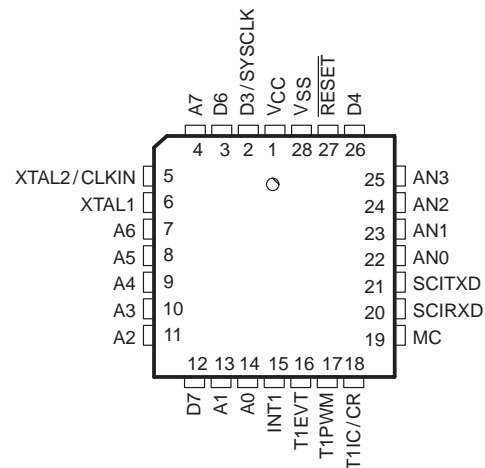 A7
D6
D3/SYSCLK
VCC
VSS
RESET
D4
4 3 2 1 28 27 26
XTAL2/CLKIN 5
XTAL1 6
A6 7
A5 8
A4 9
A3 10
A2 11
25 AN3
24 AN2
23 AN1
22 AN0
21 SCITXD
20 SCIRXD
19 MC
12 13 14 15 16 17 18
D7
A1
A0
INT1
T1EVT
T1PWM
T1IC/CR